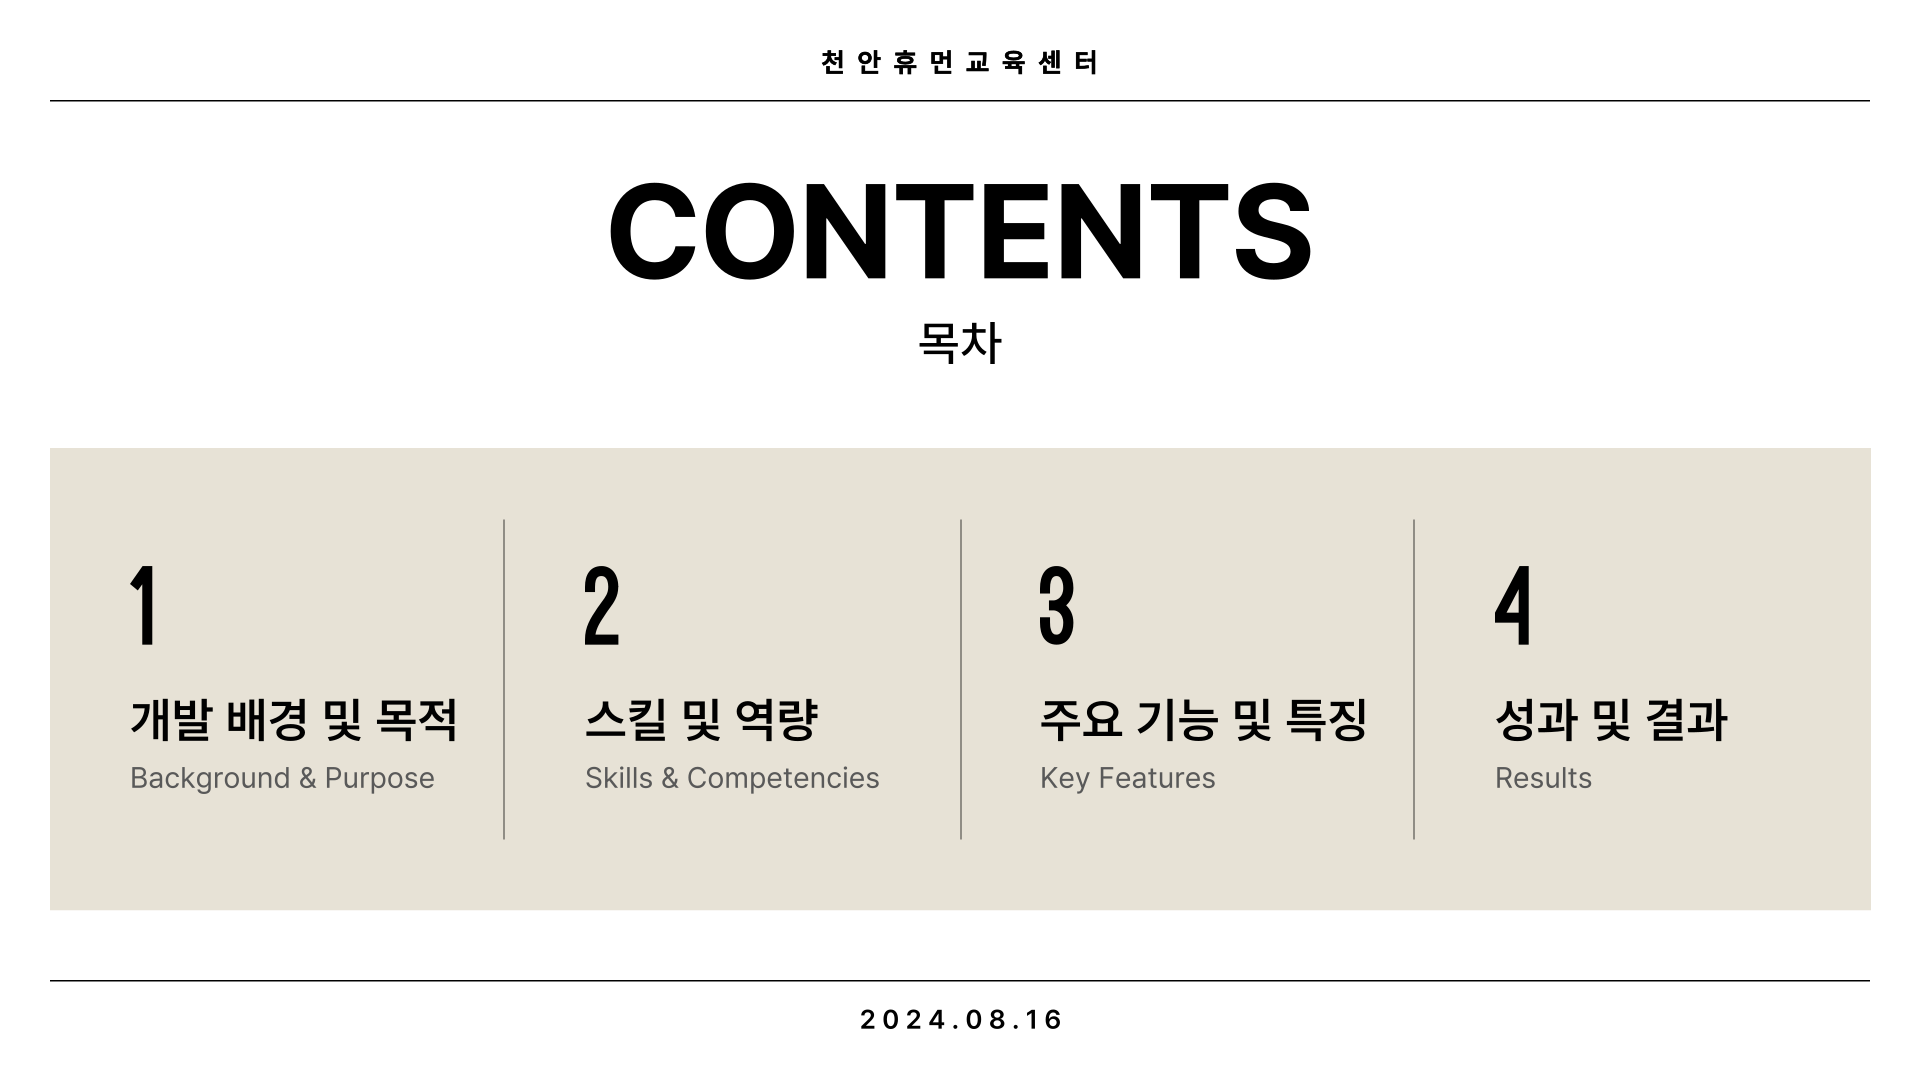 천안휴먼교육센터
CONTENTS
목차
1
개발 배경 및 목적
Background & Purpose
2
스킬 및 역량
Skills & Competencies
3
주요 기능 및 특징
Key Features
4
성과 및 결과
Results
2024.08.16